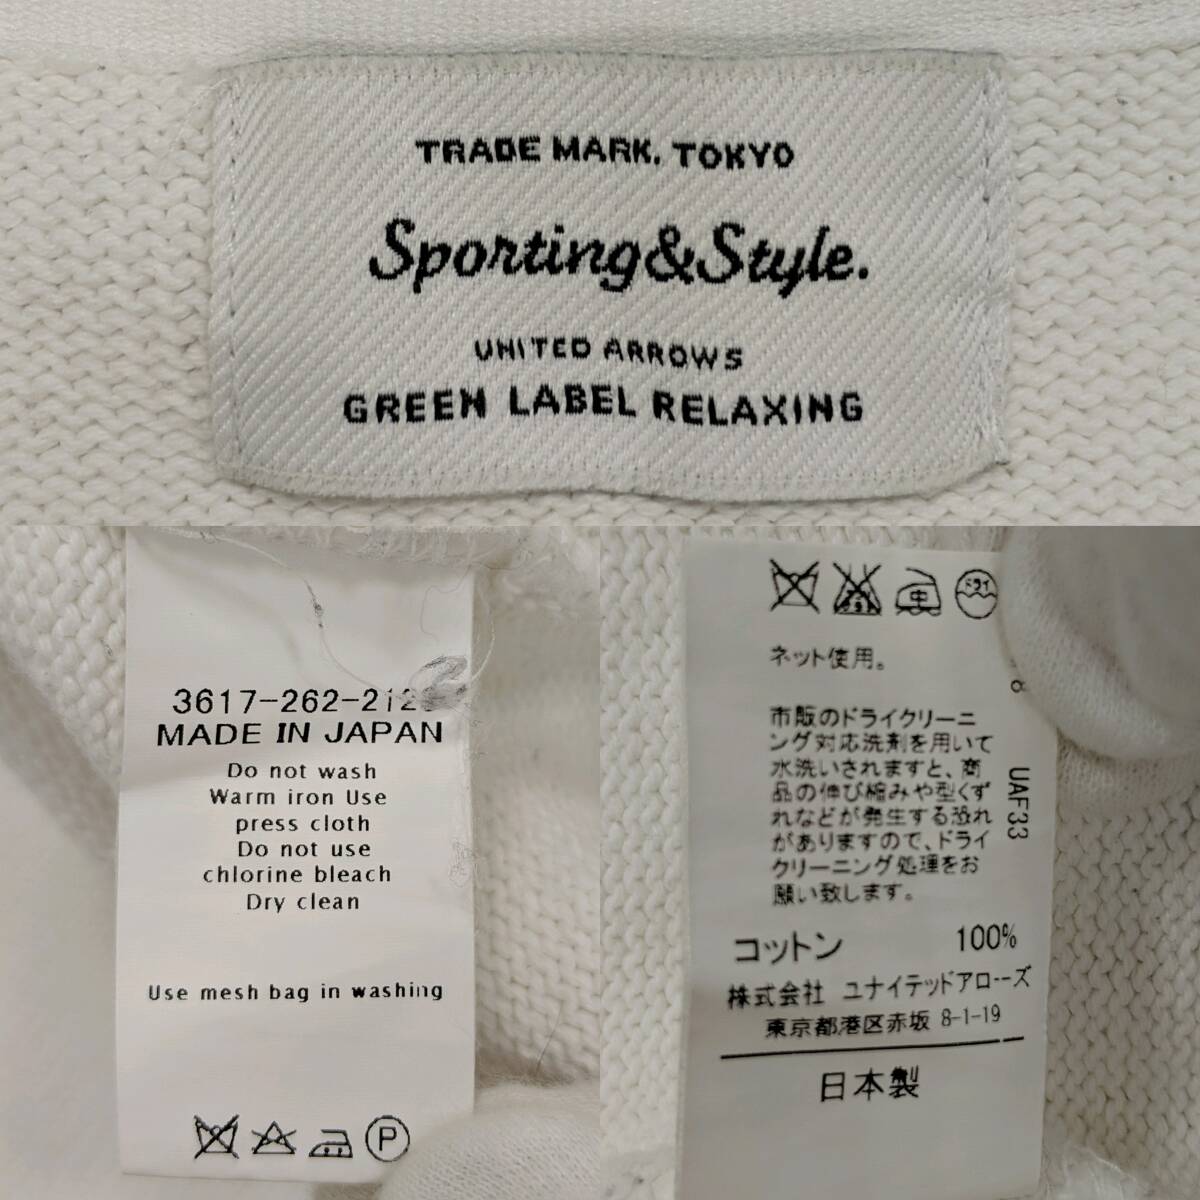 TRADE MARK. TOKYO
Sporting&Style.
UNITED ARROWS
GREEN LABEL RELAXING
MADE IN JAPAN
Do not wash
Warm iron Use
press cloth
Do not use
chlorine bleach
Dry clean
Use mesh bag in washing
P
中 ドライ
ネット使用。
市販のドライクリーニ
ング対応洗剤を用いて
水洗いされますと、商
品の伸び縮みや型くず
れなどが発生する恐れ
がありますので、ドライ
クリーニング処理をお
願い致します。
UAF33
コットン 100%
株式会社 ユナイテッドアローズ
東京都港区赤坂 8-1-19
日本製